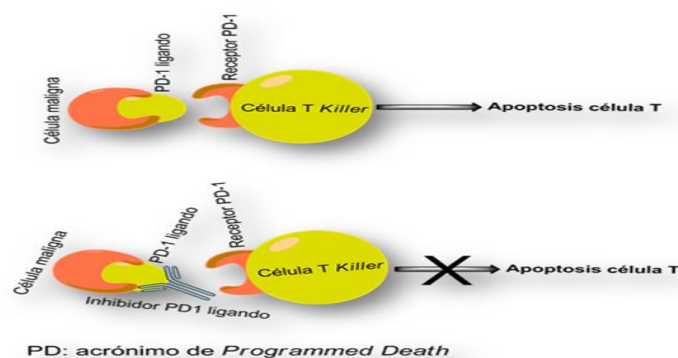 Célula maligna
PD-1 ligando
Receptor PD-1
Célula T Killer
Apoptosis célula T
Célula maligna
PD-1 ligando
Receptor PD-1
Célula T Killer
Apoptosis célula T
Inhibidor PD1 ligando
PD: acrónimo de Programmed Death